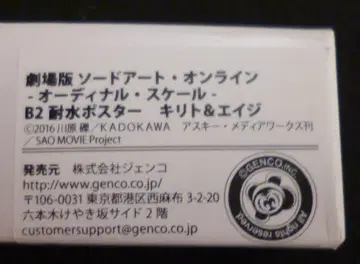 劇場版 ソードアート・オンライン
- オーディナル・スケール -
B2 耐水ポスター　キリト＆エイジ
©2016 川原 礫／KADOKAWA　アスキー・メディアワークス刊
／SAO MOVIE Project
発売元　株式会社ジェンコ
http://www.genco.co.jp/
〒106-0031 東京都港区西麻布 3-2-20
六本木けやき坂サイド 2 階
customersupport@genco.co.jp
©GENCO,INC.
All rights reserved